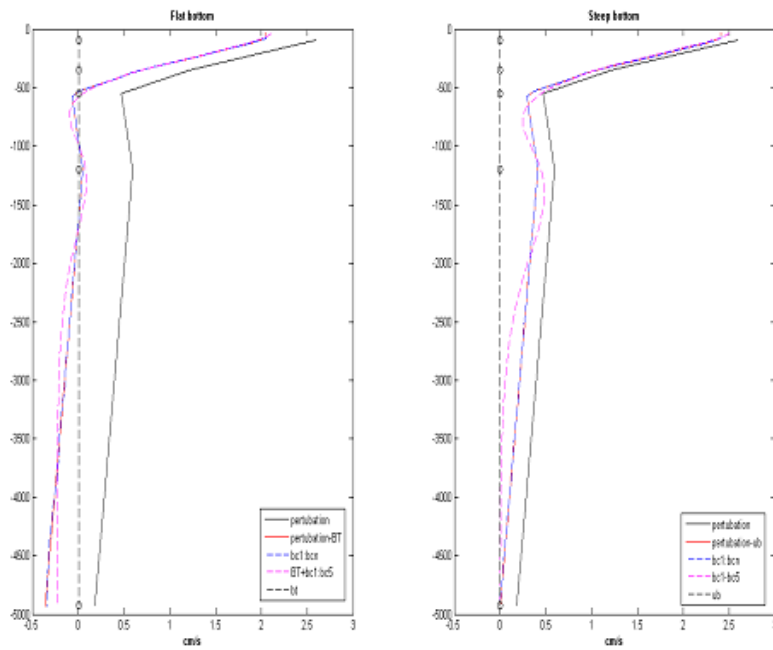 Flat bottom
0
-500
-1000
-1500
-2000
-2500
-3000
-3500
-4000
-4500
-5000
-0.5 0 0.5 1 1.5 2 2.5 3
cm/s
pertubation
pertubation-BT
bc1:bcn
BT+bc1:bc5
bt
Steep bottom
0
-500
-1000
-1500
-2000
-2500
-3000
-3500
-4000
-4500
-5000
-0.5 0 0.5 1 1.5 2 2.5 3
cm/s
pertubation
pertubation-ub
bc1:bcn
bc1-bc5
ub